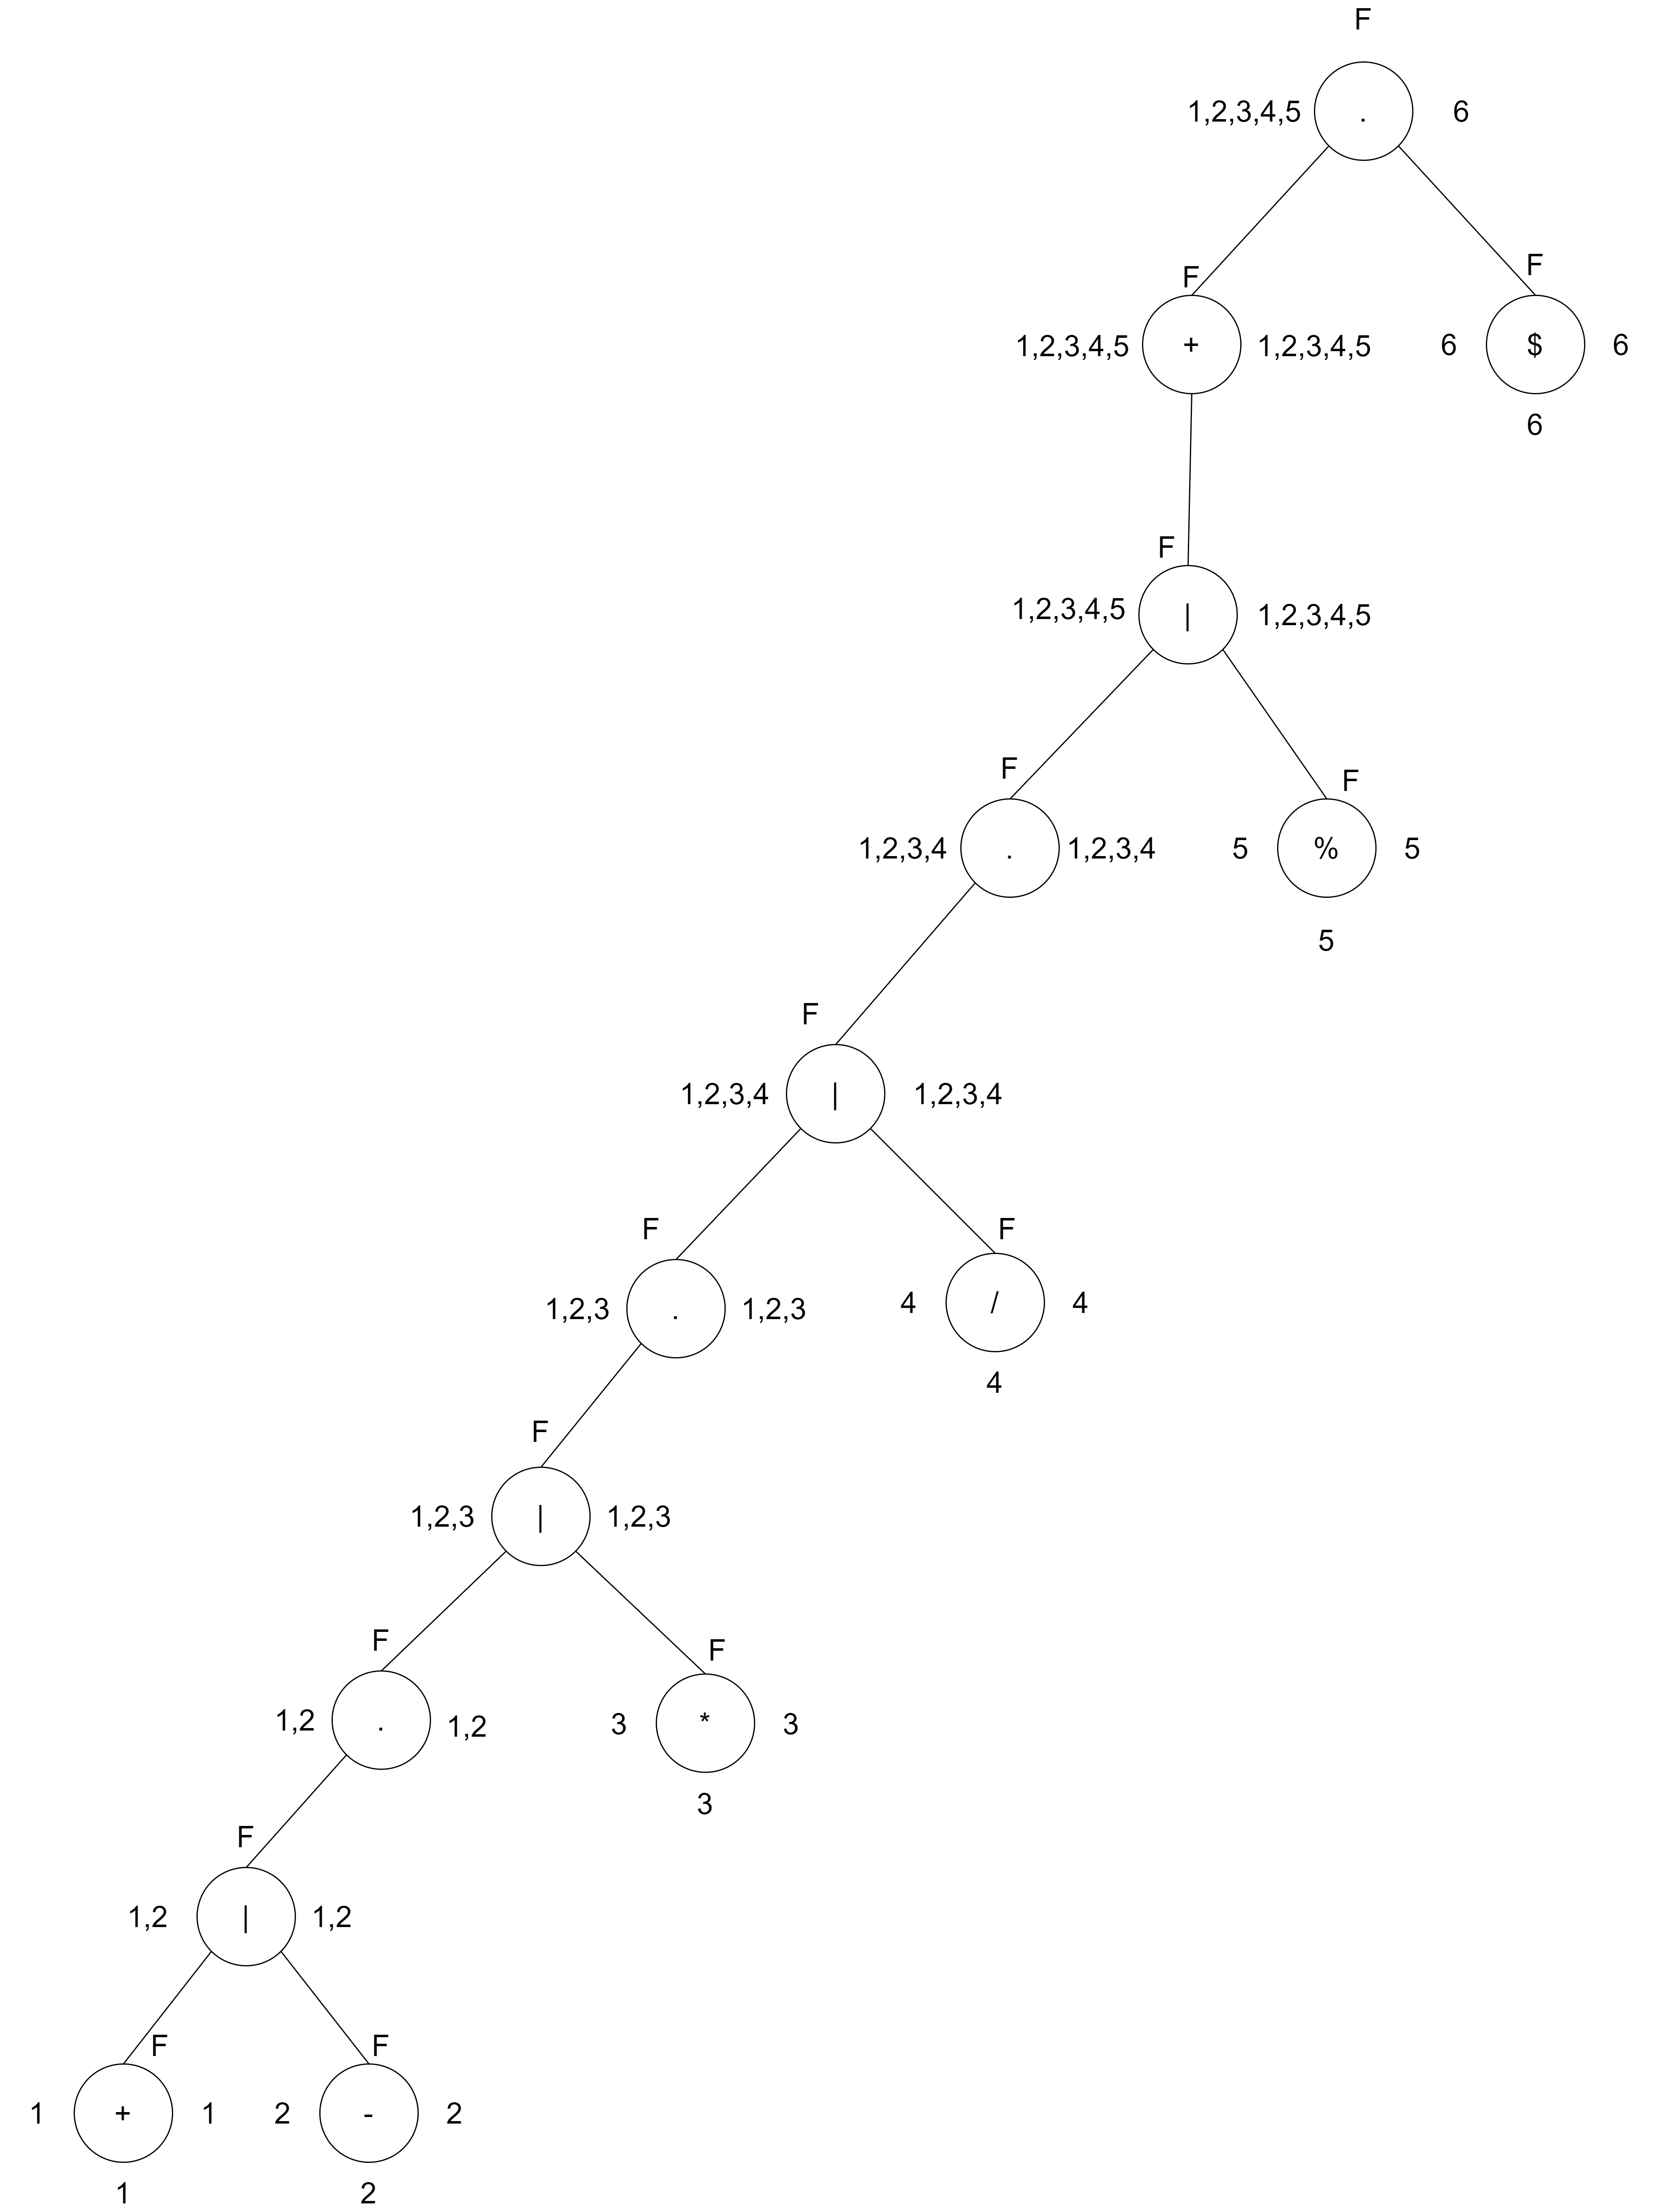 F
1,2,3,4,5 . 6
F F
1,2,3,4,5 + 1,2,3,4,5 6 $ 6
6
F
1,2,3,4,5 | 1,2,3,4,5
F F
1,2,3,4 . 1,2,3,4 5 % 5
5
F
1,2,3,4 | 1,2,3,4
F F
1,2,3 . 1,2,3 4 / 4
4
F
1,2,3 | 1,2,3
F F
1,2 . 1,2 3 * 3
3
F
1,2 | 1,2
F F
1 + 1 2 - 2
1 2